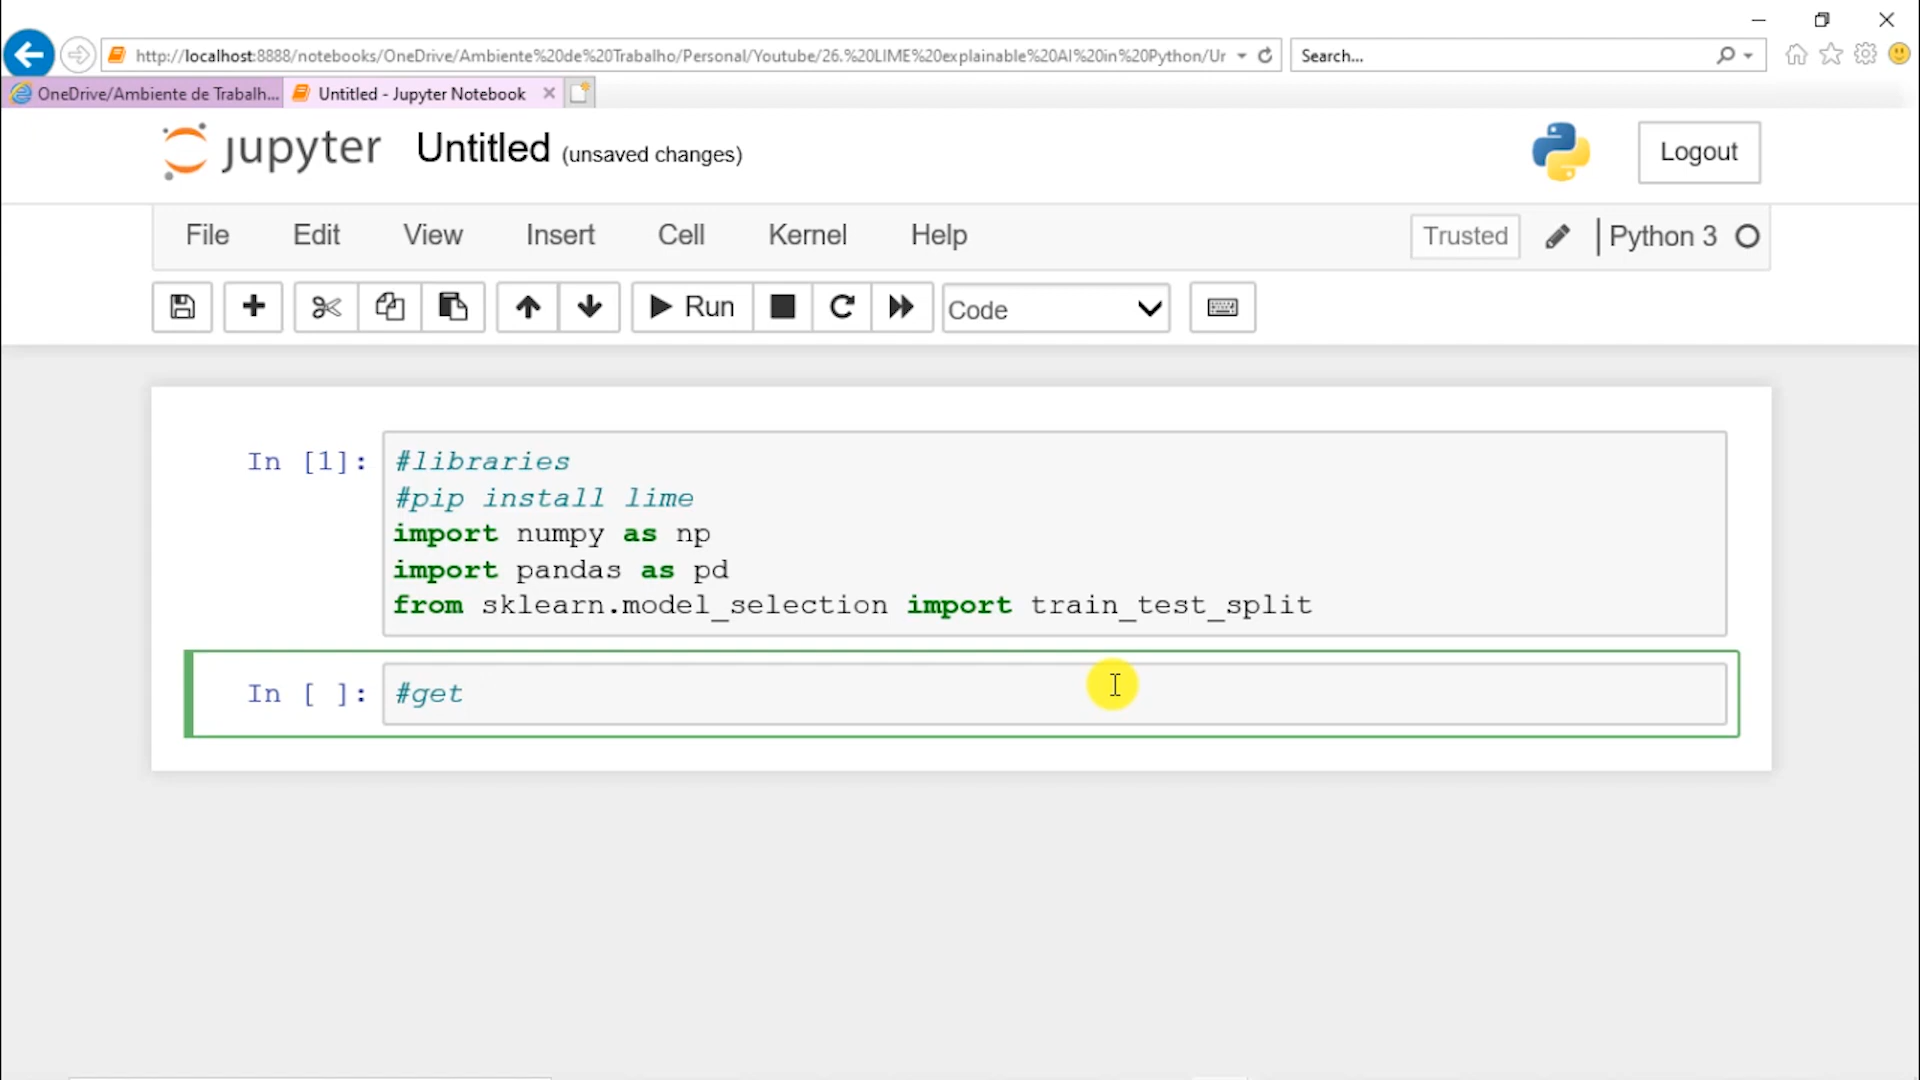 http://localhost:8888/notebooks/OneDrive/Ambiente%20de%20Trabalho/Personal/Youtube/26.%20LIME%20explainable%20AI%20in%20Python/Ur
Search...
OneDrive/Ambiente de Trabalh...
Untitled - Jupyter Notebook
jupyter
Untitled (unsaved changes)
Logout
File Edit View Insert Cell Kernel Help
Trusted
Python 3
Run
Code
In [1]:
#libraries
#pip install lime
import numpy as np
import pandas as pd
from sklearn.model_selection import train_test_split
In [ ]:
#get